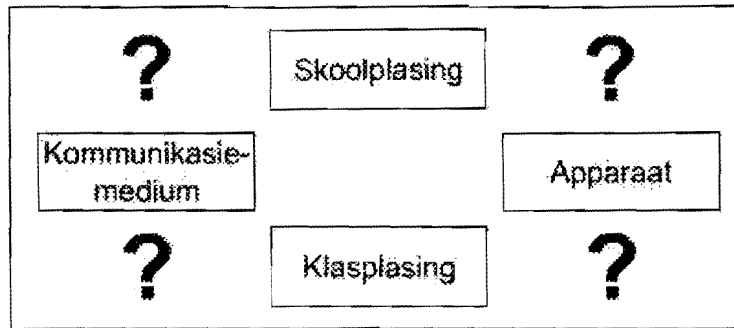 ? Skoolplasing ?
Kommunikasie-
medium
Apparaat
? Klasplasing ?